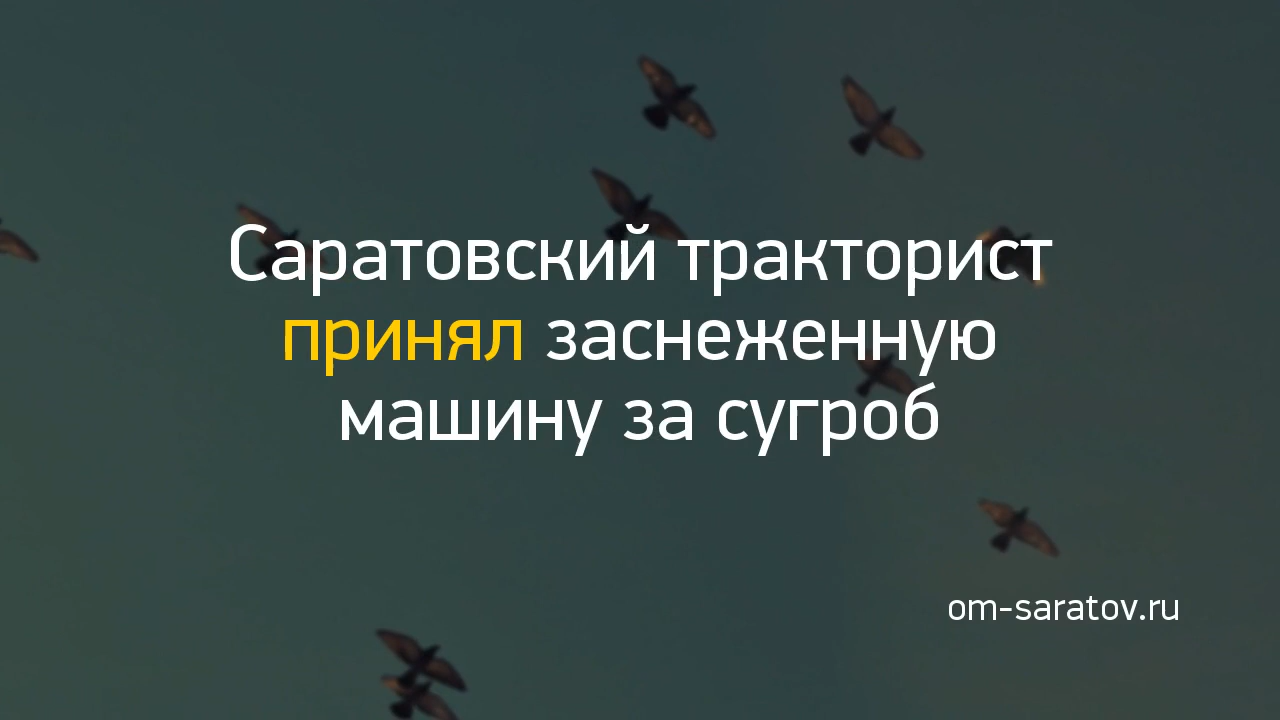 Саратовский тракторист
принял заснеженную
машину за сугроб
om-saratov.ru